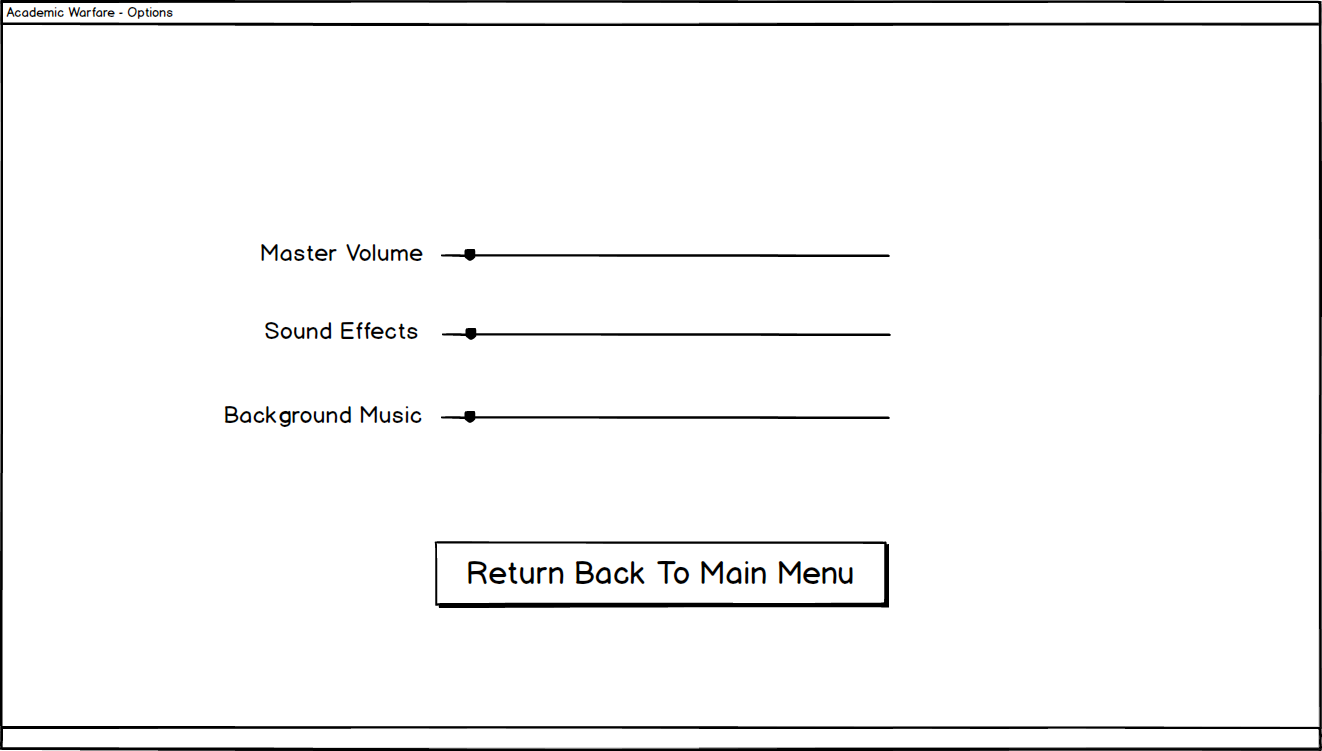 Academic Warfare - Options
Master Volume
Sound Effects
Background Music
Return Back To Main Menu